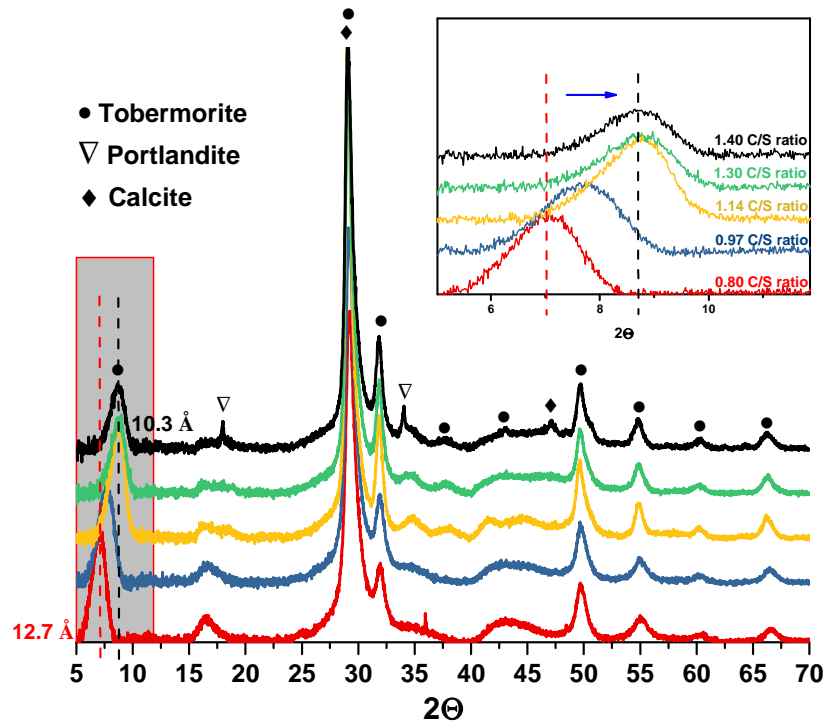 ● Tobermorite
▽ Portlandite
◆ Calcite
1.40 C/S ratio
1.30 C/S ratio
1.14 C/S ratio
0.97 C/S ratio
0.80 C/S ratio
6 8 10
2Θ
10.3 Å
12.7 Å
5 10 15 20 25 30 35 40 45 50 55 60 65 70
2Θ